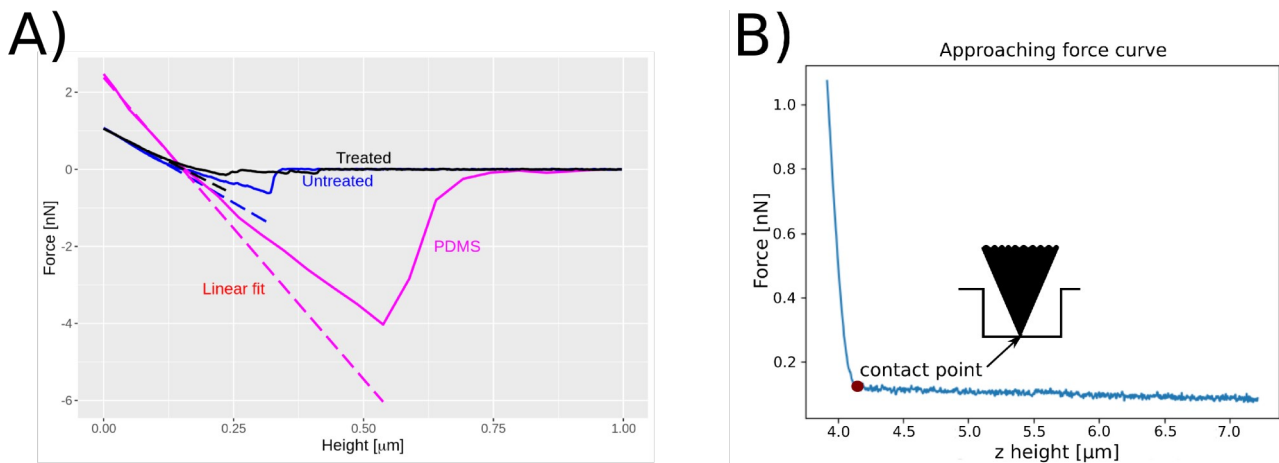 A)
2
0
-2
-4
-6
Force [nN]
Treated
Untreated
PDMS
Linear fit
0.00
0.25
0.50
0.75
1.00
Height [μm]
B)
Approaching force curve
1.0
0.8
0.6
0.4
0.2
Force [nN]
contact point
4.0
4.5
5.0
5.5
6.0
6.5
7.0
z height [μm]